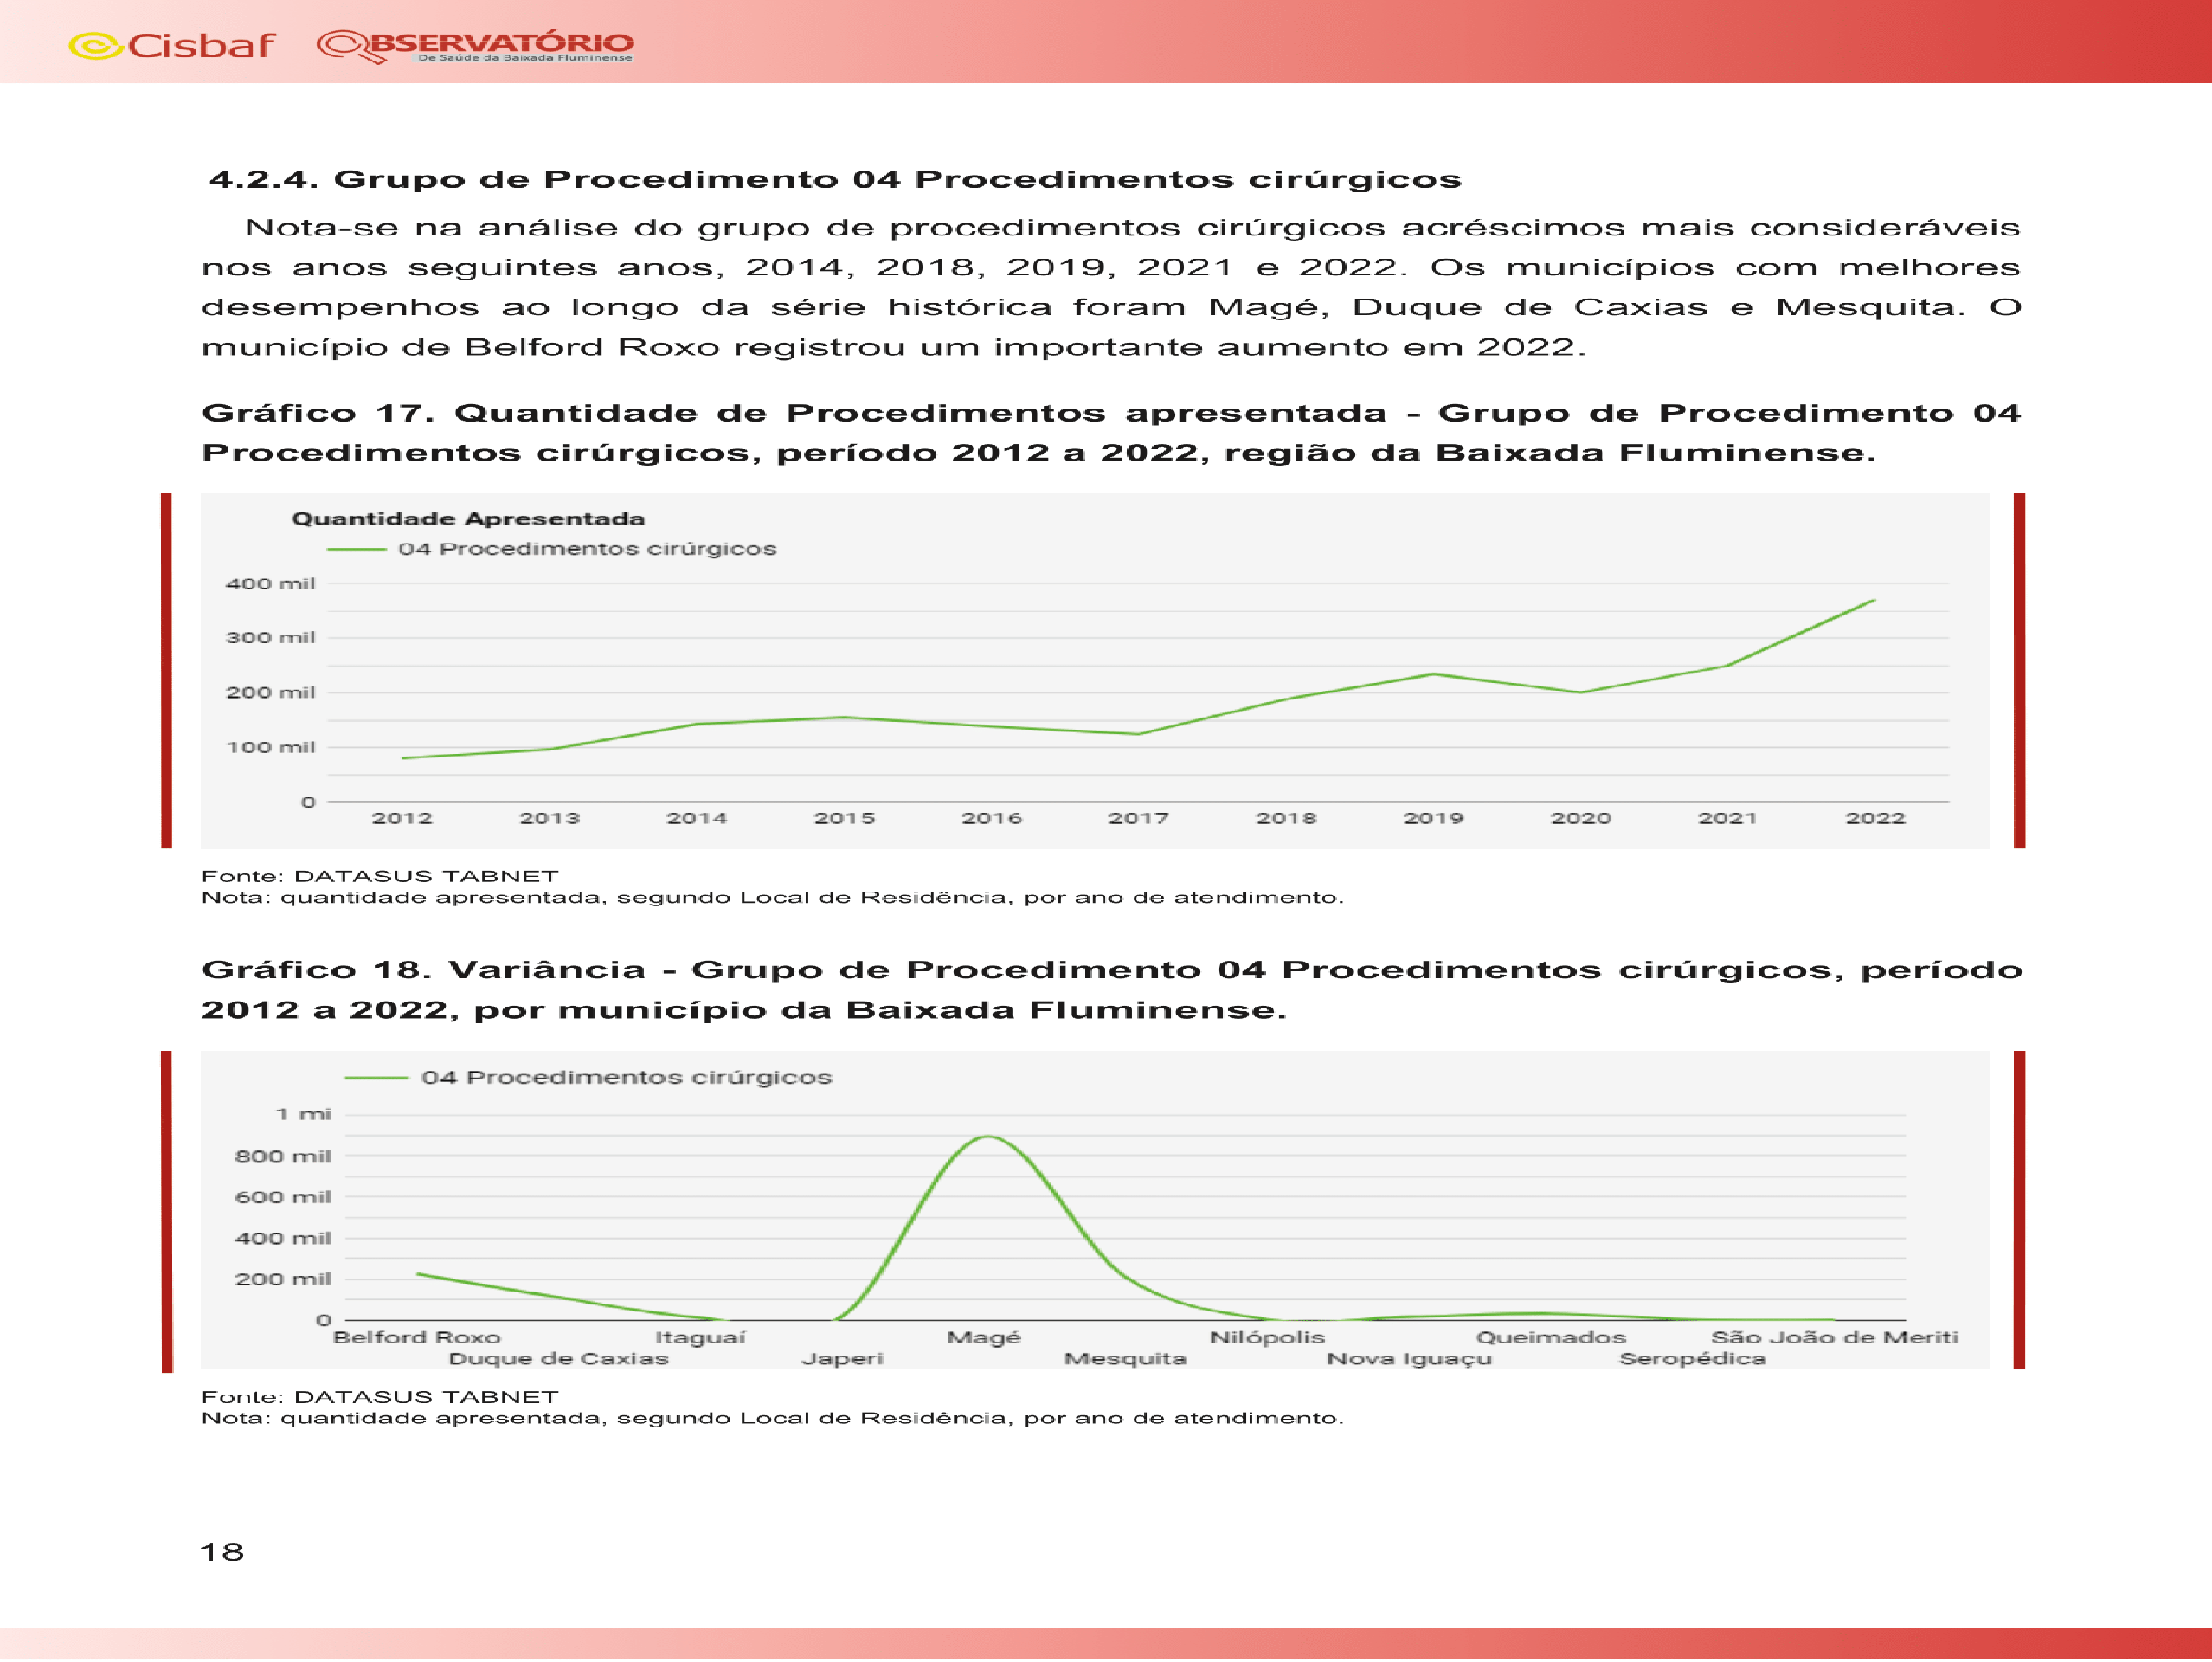 Cisbaf
OBSERVATÓRIO
De Saúde da Baixada Fluminense
4.2.4. Grupo de Procedimento 04 Procedimentos cirúrgicos
Nota-se na análise do grupo de procedimentos cirúrgicos acréscimos mais consideráveis
nos anos seguintes anos, 2014, 2018, 2019, 2021 e 2022. Os municípios com melhores
desempenhos ao longo da série histórica foram Magé, Duque de Caxias e Mesquita. O
município de Belford Roxo registrou um importante aumento em 2022.
Gráfico 17. Quantidade de Procedimentos apresentada - Grupo de Procedimento 04
Procedimentos cirúrgicos, período 2012 a 2022, região da Baixada Fluminense.
Quantidade Apresentada
04 Procedimentos cirúrgicos
400 mil
300 mil
200 mil
100 mil
0
2012 2013 2014 2015 2016 2017 2018 2019 2020 2021 2022
Fonte: DATASUS TABNET
Nota: quantidade apresentada, segundo Local de Residência, por ano de atendimento.
Gráfico 18. Variância - Grupo de Procedimento 04 Procedimentos cirúrgicos, período
2012 a 2022, por município da Baixada Fluminense.
04 Procedimentos cirúrgicos
1 mi
800 mil
600 mil
400 mil
200 mil
0
Belford Roxo Itaguaí Magé Nilópolis Queimados São João de Meriti
Duque de Caxias Japeri Mesquita Nova Iguaçu Seropédica
Fonte: DATASUS TABNET
Nota: quantidade apresentada, segundo Local de Residência, por ano de atendimento.
18